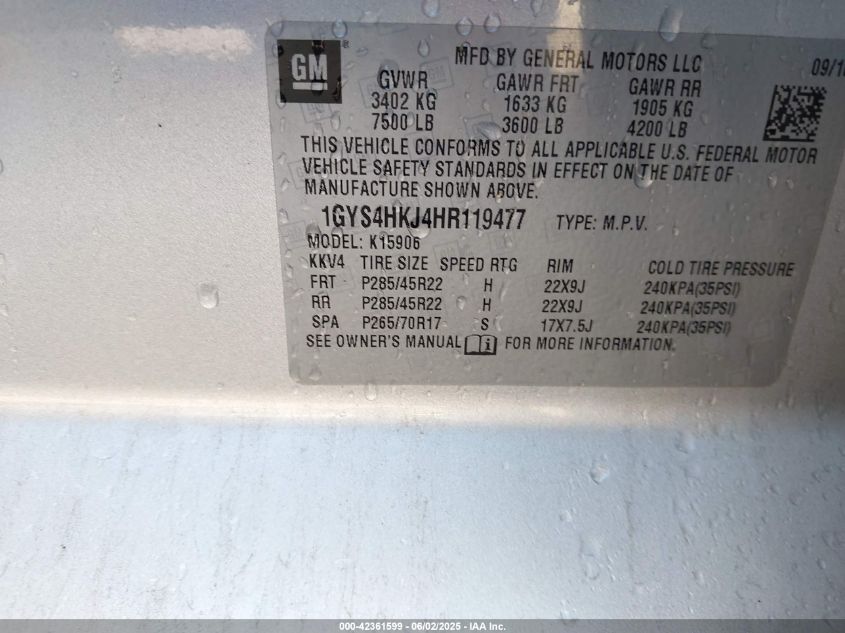 GM
®
MFD BY GENERAL MOTORS LLC
GVWR GAWR FRT GAWR RR
3402 KG 1633 KG 1905 KG
7500 LB 3600 LB 4200 LB
THIS VEHICLE CONFORMS TO ALL APPLICABLE U.S. FEDERAL MOTOR
VEHICLE SAFETY STANDARDS IN EFFECT ON THE DATE OF
MANUFACTURE SHOWN ABOVE.
1GYS4HKJ4HR119477 TYPE: M.P.V.
MODEL: K15906
KKV4 TIRE SIZE SPEED RTG RIM COLD TIRE PRESSURE
FRT P285/45R22 H 22X9J 240KPA(35PSI)
RR P285/45R22 H 22X9J 240KPA(35PSI)
SPA P265/70R17 S 17X7.5J 240KPA(35PSI)
SEE OWNER'S MANUAL i FOR MORE INFORMATION.
000-42361599 - 06/02/2025 - IAA Inc.